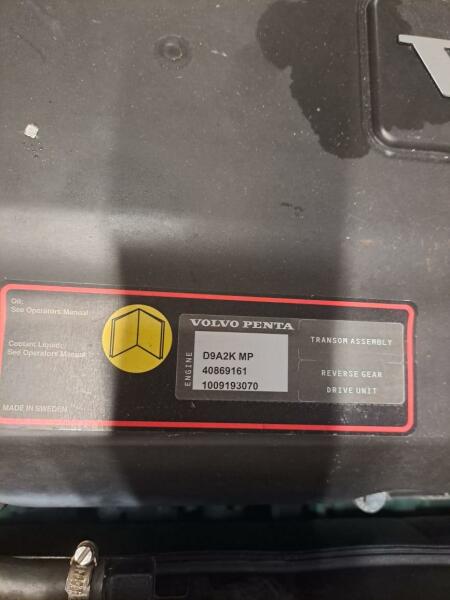 Oil:
See Operators Manual
Coolant Liquid:
See Operators Manual
MADE IN SWEDEN
VOLVO PENTA
ENGINE
D9A2K MP
40869161
1009193070
TRANSOM ASSEMBLY
REVERSE GEAR
DRIVE UNIT